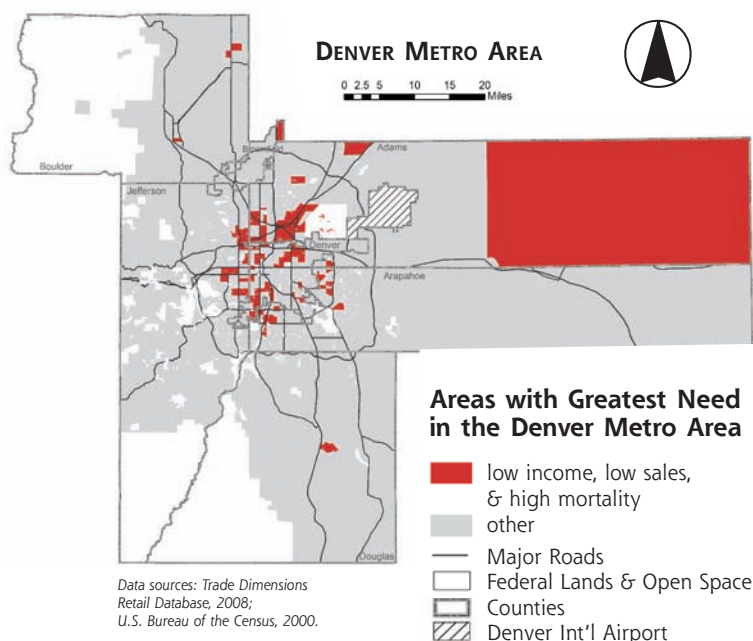 DENVER METRO AREA
0 2.5 5 10 15 20
Miles
Boulder
Broomfield
Adams
Jefferson
Denver
Arapahoe
Douglas
Areas with Greatest Need
in the Denver Metro Area
low income, low sales,
& high mortality
other
Major Roads
Federal Lands & Open Space
Counties
Denver Int'l Airport
Data sources: Trade Dimensions
Retail Database, 2008;
U.S. Bureau of the Census, 2000.